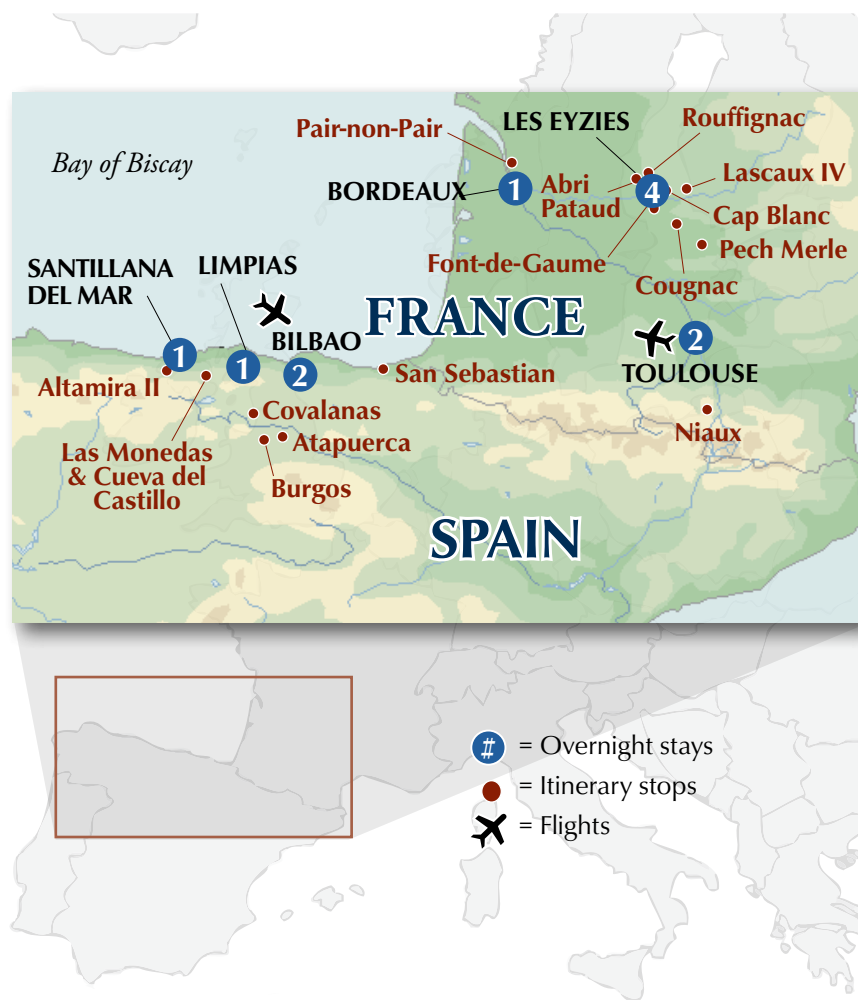 Pair-non-Pair
LES EYZIES
Rouffignac
Bay of Biscay
BORDEAUX
1
Abri
Pataud
4
Lascaux IV
Cap Blanc
Pech Merle
Font-de-Gaume
Cougnac
SANTILLANA
DEL MAR
LIMPIAS
FRANCE
BILBAO
1
1
2
2
TOULOUSE
San Sebastian
Altamira II
Covalanas
Atapuerca
Niaux
Las Monedas
& Cueva del
Castillo
Burgos
SPAIN
# = Overnight stays
= Itinerary stops
= Flights